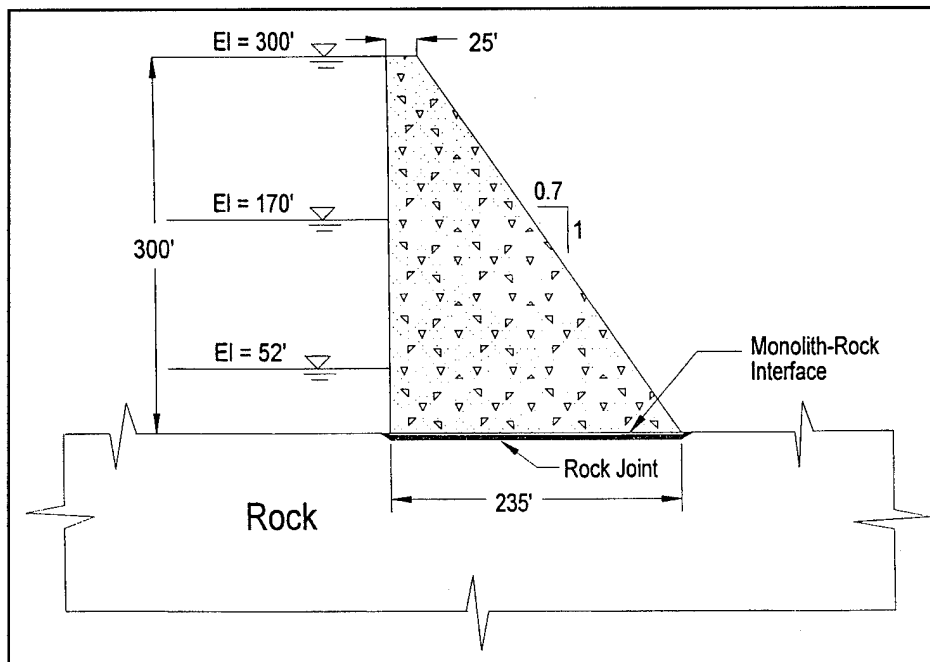 El = 300'
25'
El = 170'
0.7
1
300'
El = 52'
Monolith-Rock
Interface
Rock Joint
235'
Rock